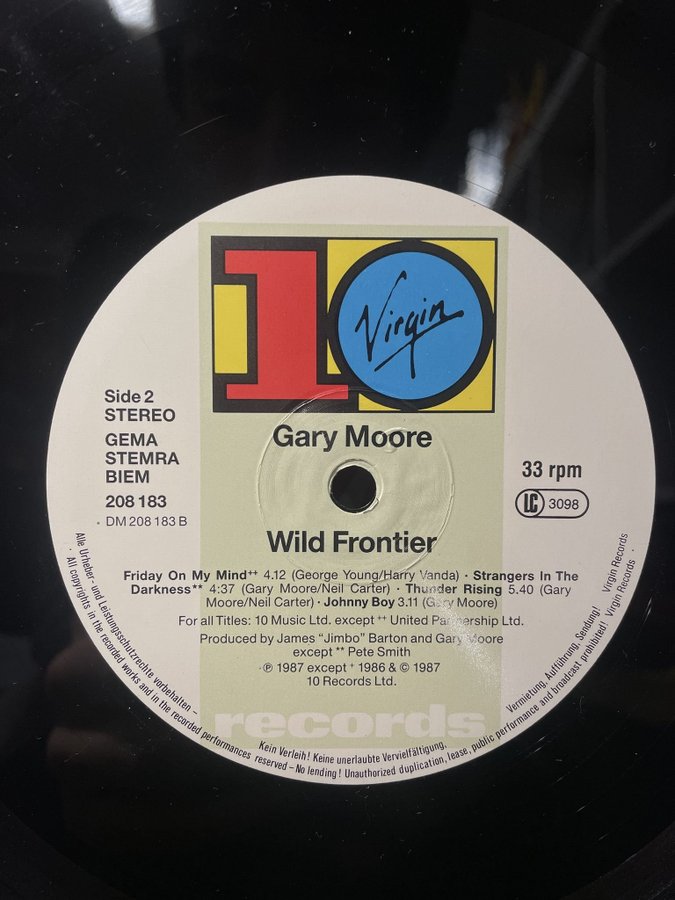 10
Virgin
Side 2
STEREO
GEMA
STEMRA
BIEM
208 183
DM 208 183 B
Gary Moore
33 rpm
LC 3098
Wild Frontier
Friday On My Mind⁺⁺ 4.12 (George Young/Harry Vanda) · Strangers In The
Darkness** 4:37 (Gary Moore/Neil Carter) · Thunder Rising 5.40 (Gary
Moore/Neil Carter) · Johnny Boy 3.11 (Gary Moore)
For all Titles: 10 Music Ltd. except ⁺⁺ United Partnership Ltd.
Produced by James "Jimbo" Barton and Gary Moore
except ** Pete Smith
℗ 1987 except ⁺ 1986 & © 1987
10 Records Ltd.
records
Alle Urheber- und Leistungsschutzrechte vorbehalten –
Kein Verleih! Keine unerlaubte Vervielfältigung,
Vermietung, Aufführung, Sendung! Virgin Records
· All copyrights in the recorded works and in the recorded performances reserved – No lending! Unauthorized duplication, lease, public performance and broadcast prohibited! Virgin Records ·